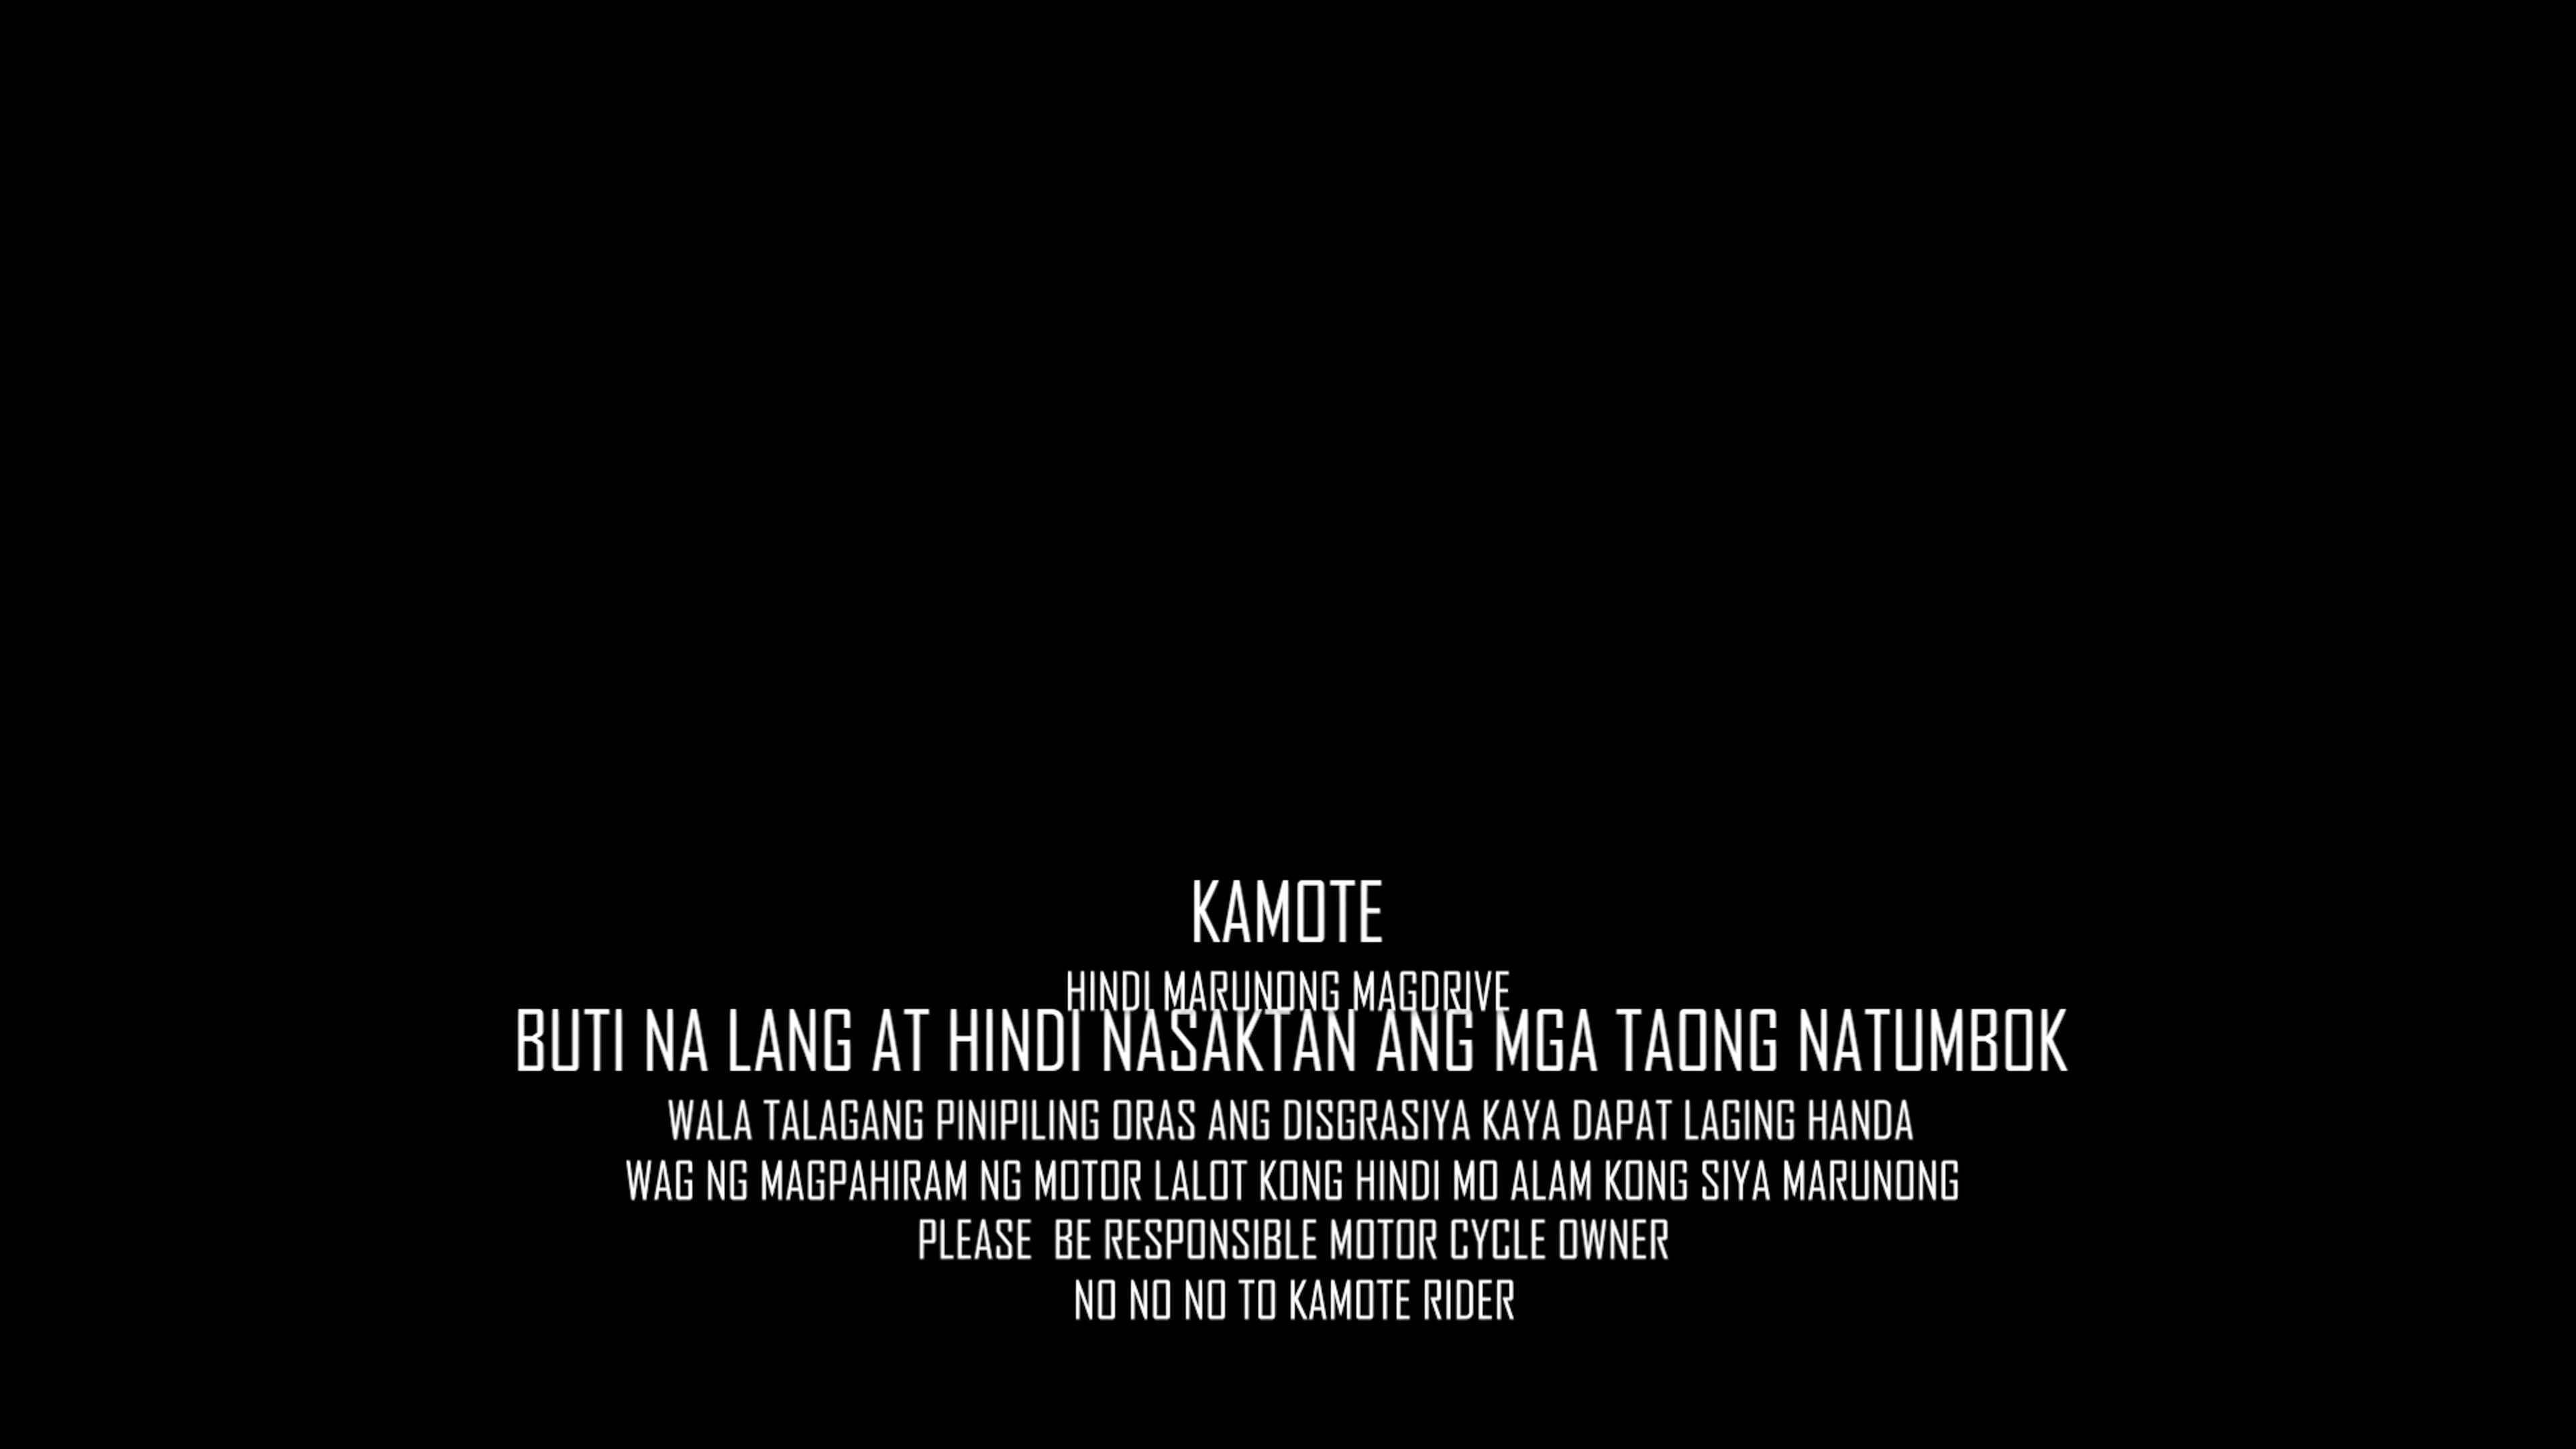 KAMOTE
HINDI MARUNONG MAGDRIVE
BUTI NA LANG AT HINDI NASAKTAN ANG MGA TAONG NATUMBOK
WALA TALAGANG PINIPILING ORAS ANG DISGRASIYA KAYA DAPAT LAGING HANDA
WAG NG MAGPAHIRAM NG MOTOR LALOT KONG HINDI MO ALAM KONG SIYA MARUNONG
PLEASE  BE RESPONSIBLE MOTOR CYCLE OWNER
NO NO NO TO KAMOTE RIDER